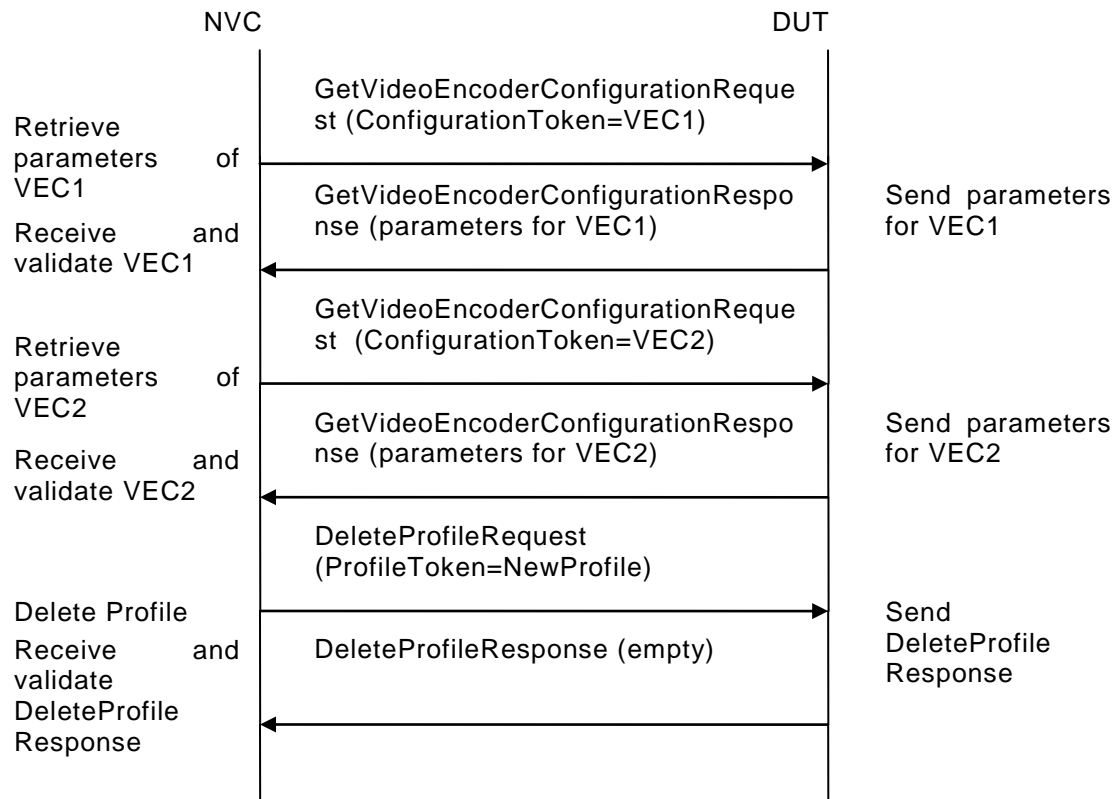 NVC
DUT
GetVideoEncoderConfigurationReque
st (ConfigurationToken=VEC1)
Retrieve
parameters of
VEC1
GetVideoEncoderConfigurationRespo
nse (parameters for VEC1)
Send parameters
for VEC1
Receive and
validate VEC1
GetVideoEncoderConfigurationReque
st (ConfigurationToken=VEC2)
Retrieve
parameters of
VEC2
GetVideoEncoderConfigurationRespo
nse (parameters for VEC2)
Send parameters
for VEC2
Receive and
validate VEC2
DeleteProfileRequest
(ProfileToken=NewProfile)
Delete Profile
Send
DeleteProfile
Response
Receive and
validate
DeleteProfile
Response
DeleteProfileResponse (empty)